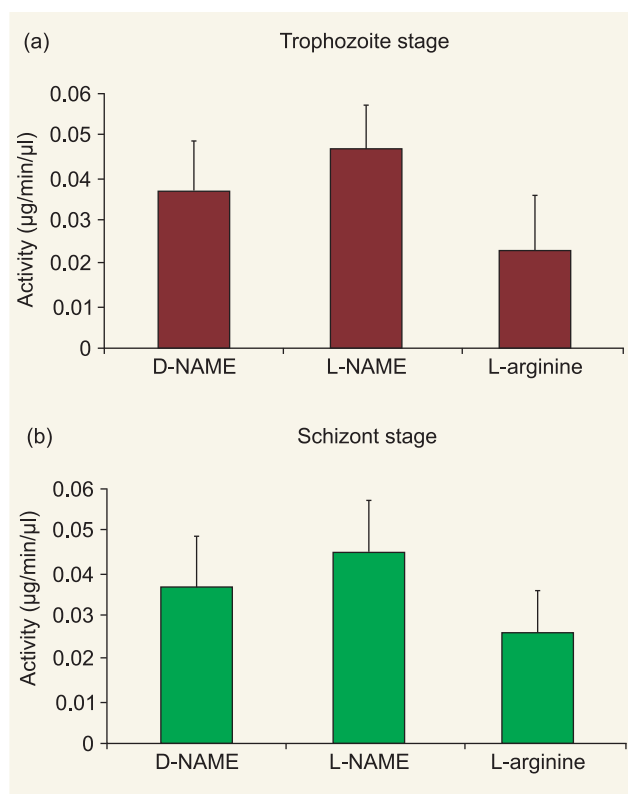 (a) Trophozoite stage
Activity (µg/min/µl)
0.06
0.05
0.04
0.03
0.02
0.01
0
D-NAME L-NAME L-arginine
(b) Schizont stage
Activity (µg/min/µl)
0.06
0.05
0.04
0.03
0.02
0.01
0
D-NAME L-NAME L-arginine